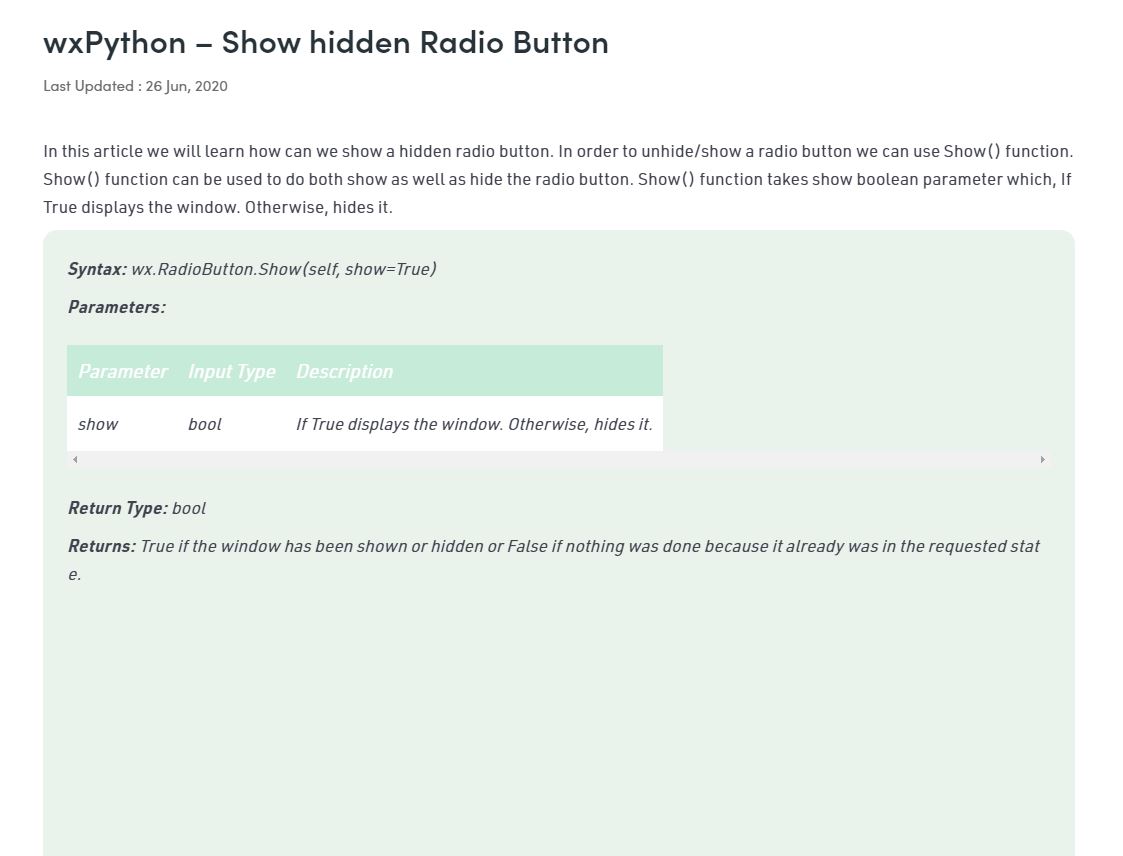 wxPython – Show hidden Radio Button
Last Updated : 26 Jun, 2020
In this article we will learn how can we show a hidden radio button. In order to unhide/show a radio button we can use Show() function.
Show() function can be used to do both show as well as hide the radio button. Show() function takes show boolean parameter which, If
True displays the window. Otherwise, hides it.
Syntax: wx.RadioButton.Show(self, show=True)
Parameters:
Parameter Input Type Description
show bool If True displays the window. Otherwise, hides it.
Return Type: bool
Returns: True if the window has been shown or hidden or False if nothing was done because it already was in the requested stat
e.